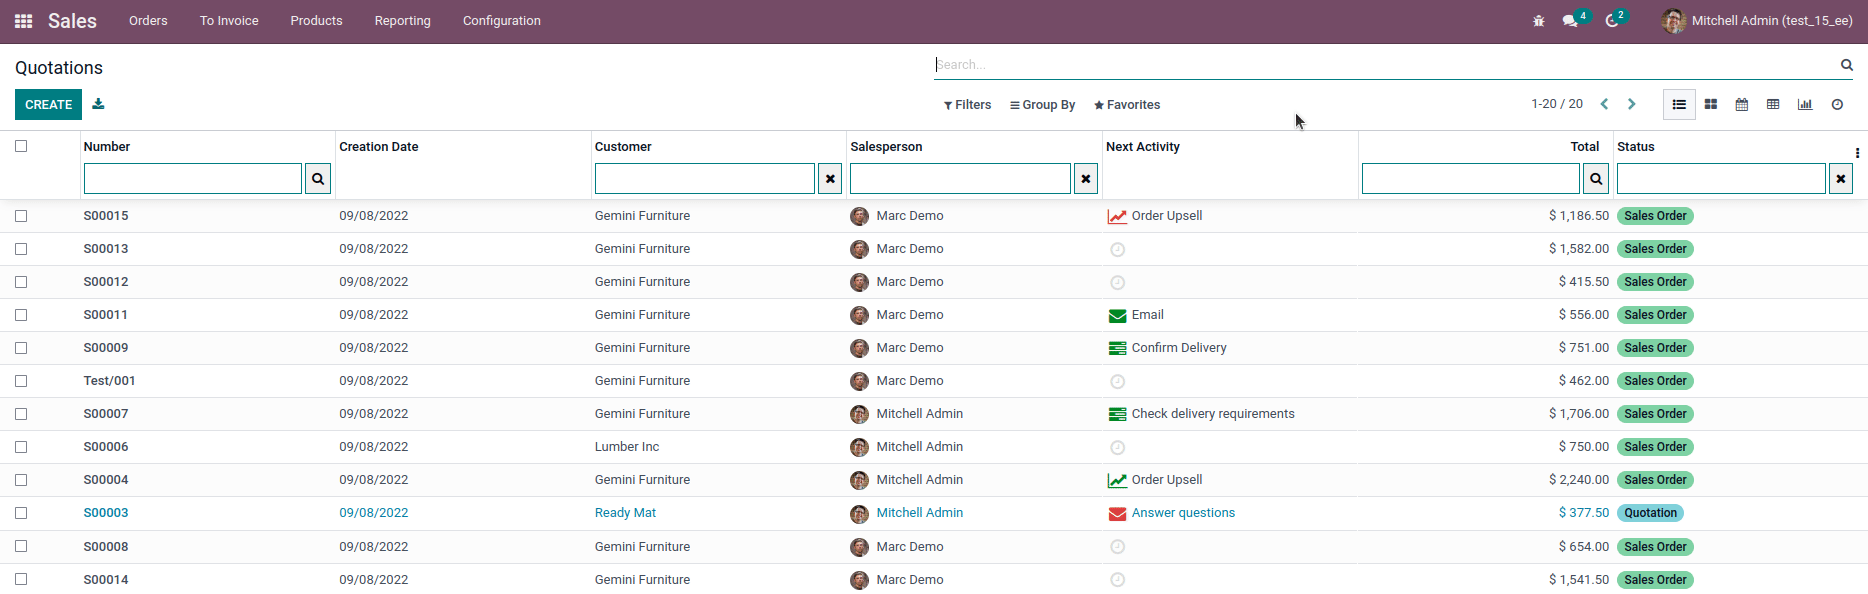 Sales Orders To Invoice Products Reporting Configuration 4 2 Mitchell Admin (test_15_ee)
Quotations Search...
CREATE Filters Group By Favorites 1-20 / 20
Number Creation Date Customer Salesperson Next Activity Total Status
S00015 09/08/2022 Gemini Furniture Marc Demo Order Upsell $ 1,186.50 Sales Order
S00013 09/08/2022 Gemini Furniture Marc Demo $ 1,582.00 Sales Order
S00012 09/08/2022 Gemini Furniture Marc Demo $ 415.50 Sales Order
S00011 09/08/2022 Gemini Furniture Marc Demo Email $ 556.00 Sales Order
S00009 09/08/2022 Gemini Furniture Marc Demo Confirm Delivery $ 751.00 Sales Order
Test/001 09/08/2022 Gemini Furniture Marc Demo $ 462.00 Sales Order
S00007 09/08/2022 Gemini Furniture Mitchell Admin Check delivery requirements $ 1,706.00 Sales Order
S00006 09/08/2022 Lumber Inc Mitchell Admin $ 750.00 Sales Order
S00004 09/08/2022 Gemini Furniture Mitchell Admin Order Upsell $ 2,240.00 Sales Order
S00003 09/08/2022 Ready Mat Mitchell Admin Answer questions $ 377.50 Quotation
S00008 09/08/2022 Gemini Furniture Marc Demo $ 654.00 Sales Order
S00014 09/08/2022 Gemini Furniture Marc Demo $ 1,541.50 Sales Order